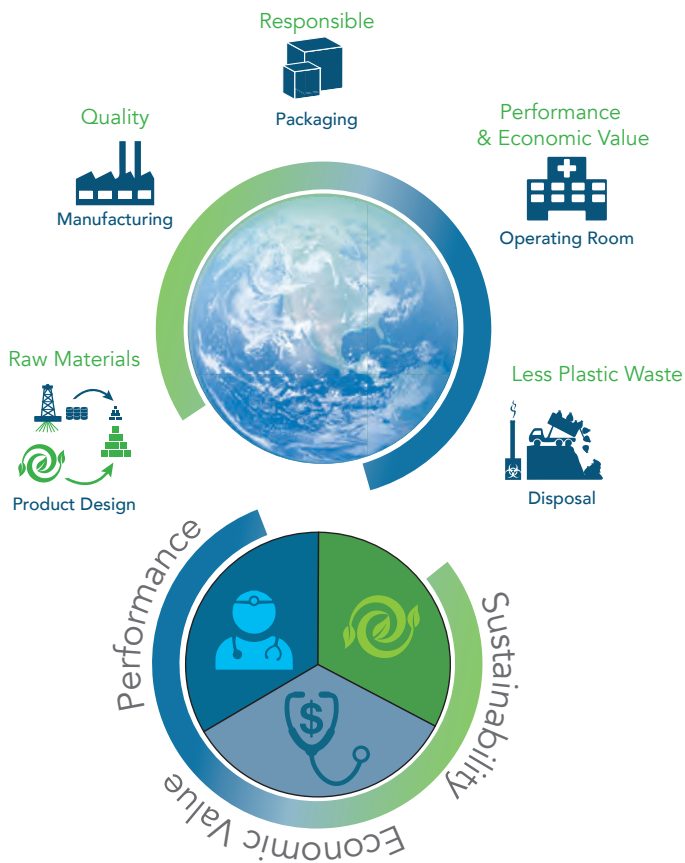 Responsible
Packaging
Quality
Manufacturing
Performance
& Economic Value
Operating Room
Raw Materials
Product Design
Less Plastic Waste
Disposal
Performance
$
Sustainability
Economic Value